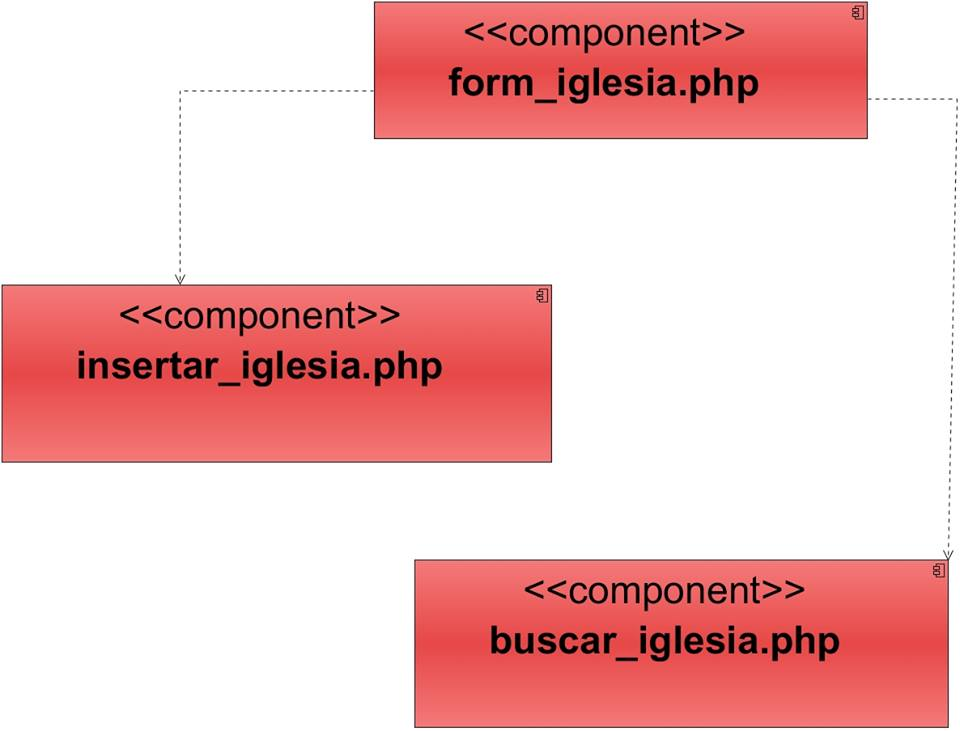 <<component>>
form_iglesia.php
<<component>>
insertar_iglesia.php
<<component>>
buscar_iglesia.php